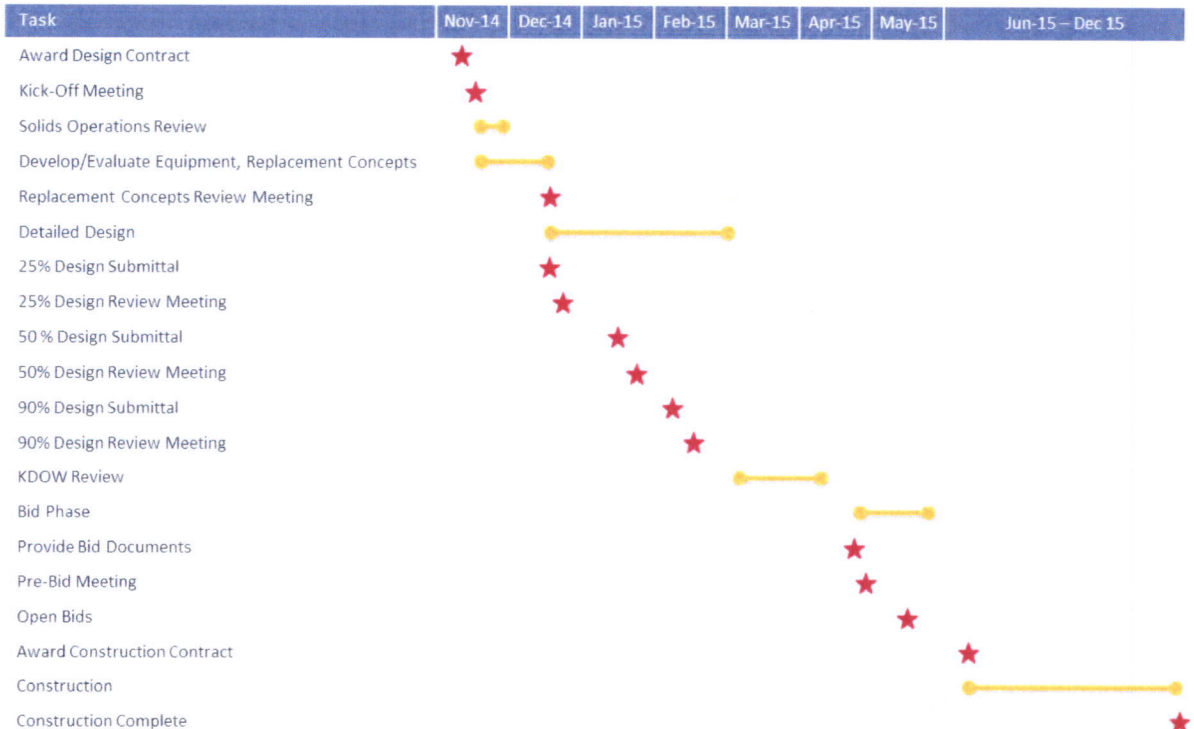 Task Nov-14 Dec-14 Jan-15 Feb-15 Mar-15 Apr-15 May-15 Jun-15 – Dec 15
Award Design Contract
Kick-Off Meeting
Solids Operations Review
Develop/Evaluate Equipment, Replacement Concepts
Replacement Concepts Review Meeting
Detailed Design
25% Design Submittal
25% Design Review Meeting
50 % Design Submittal
50% Design Review Meeting
90% Design Submittal
90% Design Review Meeting
KDOW Review
Bid Phase
Provide Bid Documents
Pre-Bid Meeting
Open Bids
Award Construction Contract
Construction
Construction Complete